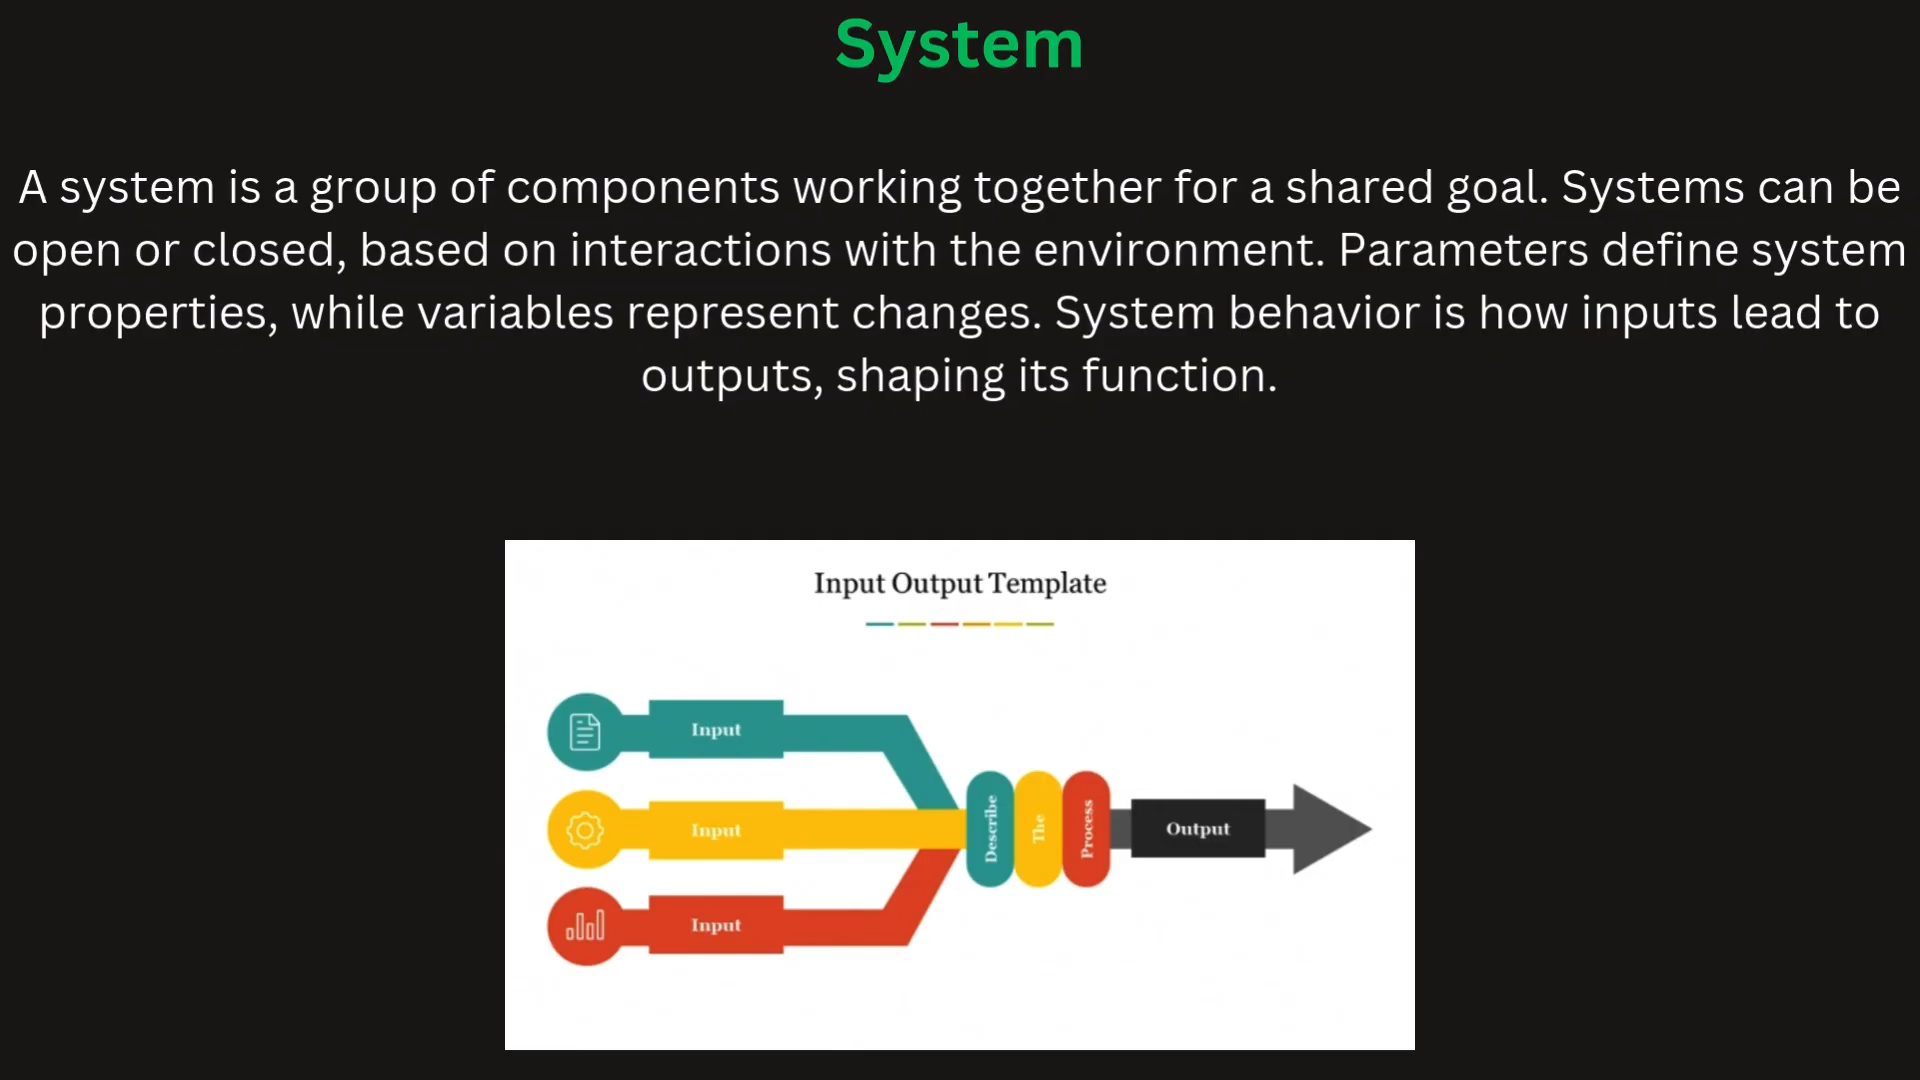 System
A system is a group of components working together for a shared goal. Systems can be
open or closed, based on interactions with the environment. Parameters define system
properties, while variables represent changes. System behavior is how inputs lead to
outputs, shaping its function.
Input Output Template
Input
Input
Input
Describe
The
Process
Output